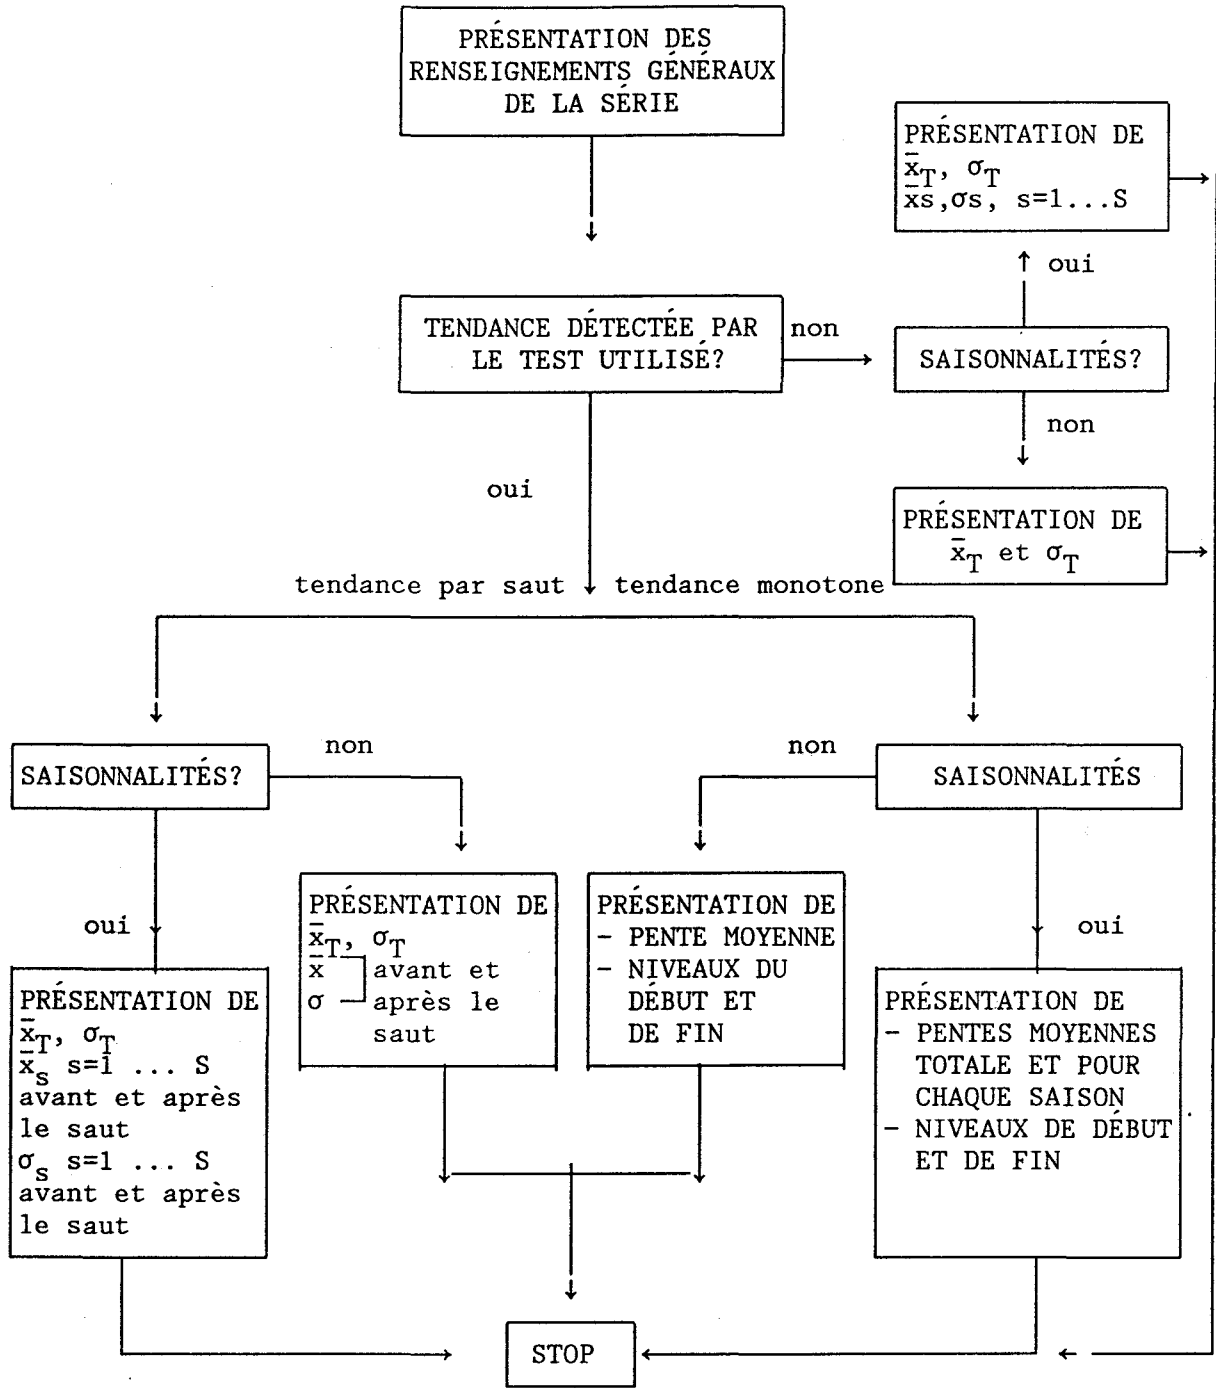 PRÉSENTATION DES
RENSEIGNEMENTS GÉNÉRAUX
DE LA SÉRIE
PRÉSENTATION DE
x̄T, σT
x̄s,σs, s=1...S
oui
TENDANCE DÉTECTÉE PAR
LE TEST UTILISÉ?
non
SAISONNALITÉS?
non
oui
PRÉSENTATION DE
x̄T et σT
tendance par saut
tendance monotone
SAISONNALITÉS?
non
non
SAISONNALITÉS
oui
PRÉSENTATION DE
x̄T, σT
x̄s s=1 ... S
avant et après
le saut
σs s=1 ... S
avant et après
le saut
PRÉSENTATION DE
x̄T, σT
x̄ avant et
σ après le
saut
PRÉSENTATION DE
- PENTE MOYENNE
- NIVEAUX DU
DÉBUT ET
DE FIN
oui
PRÉSENTATION DE
- PENTES MOYENNES
TOTALE ET POUR
CHAQUE SAISON
- NIVEAUX DE DÉBUT
ET DE FIN
STOP